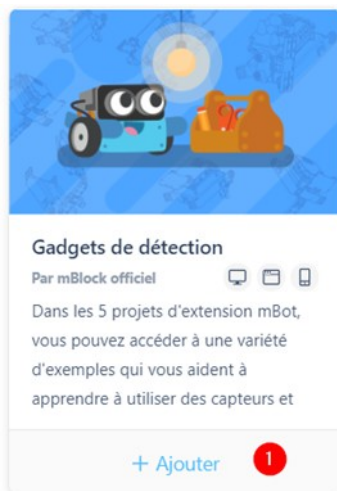 Gadgets de détection
Par mBlock officiel
Dans les 5 projets d'extension mBot,
vous pouvez accéder à une variété
d'exemples qui vous aident à
apprendre à utiliser des capteurs et
+ Ajouter 1